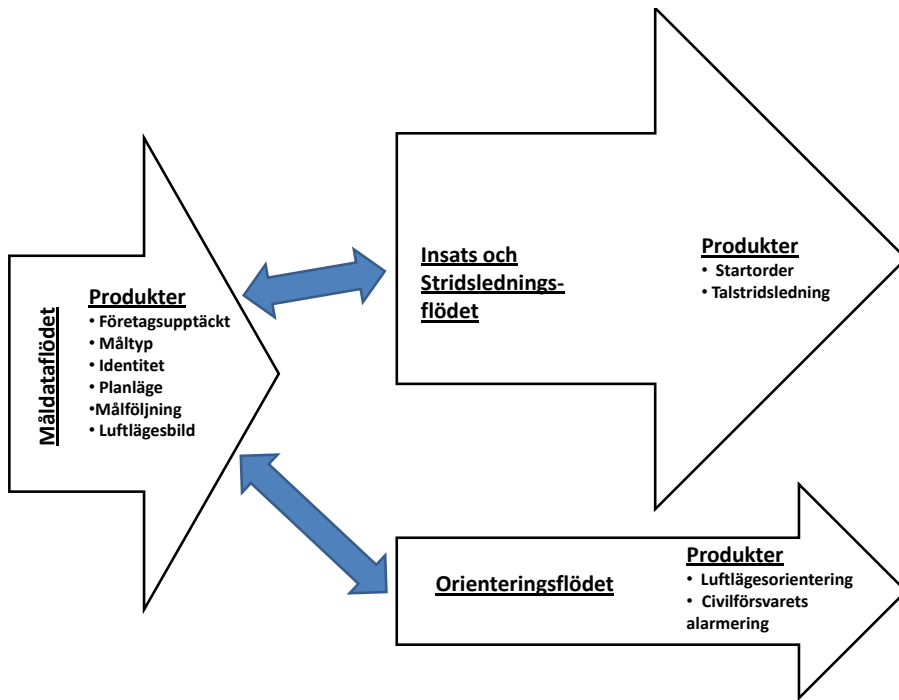 Måldataflödet
Produkter
• Företagsupptäckt
• Måltyp
• Identitet
• Planläge
•Målföljning
• Luftlägesbild
Insats och
Stridslednings-
flödet
Produkter
• Startorder
• Talstridsledning
Orienteringsflödet
Produkter
• Luftlägesorientering
• Civilförsvarets
alarmering